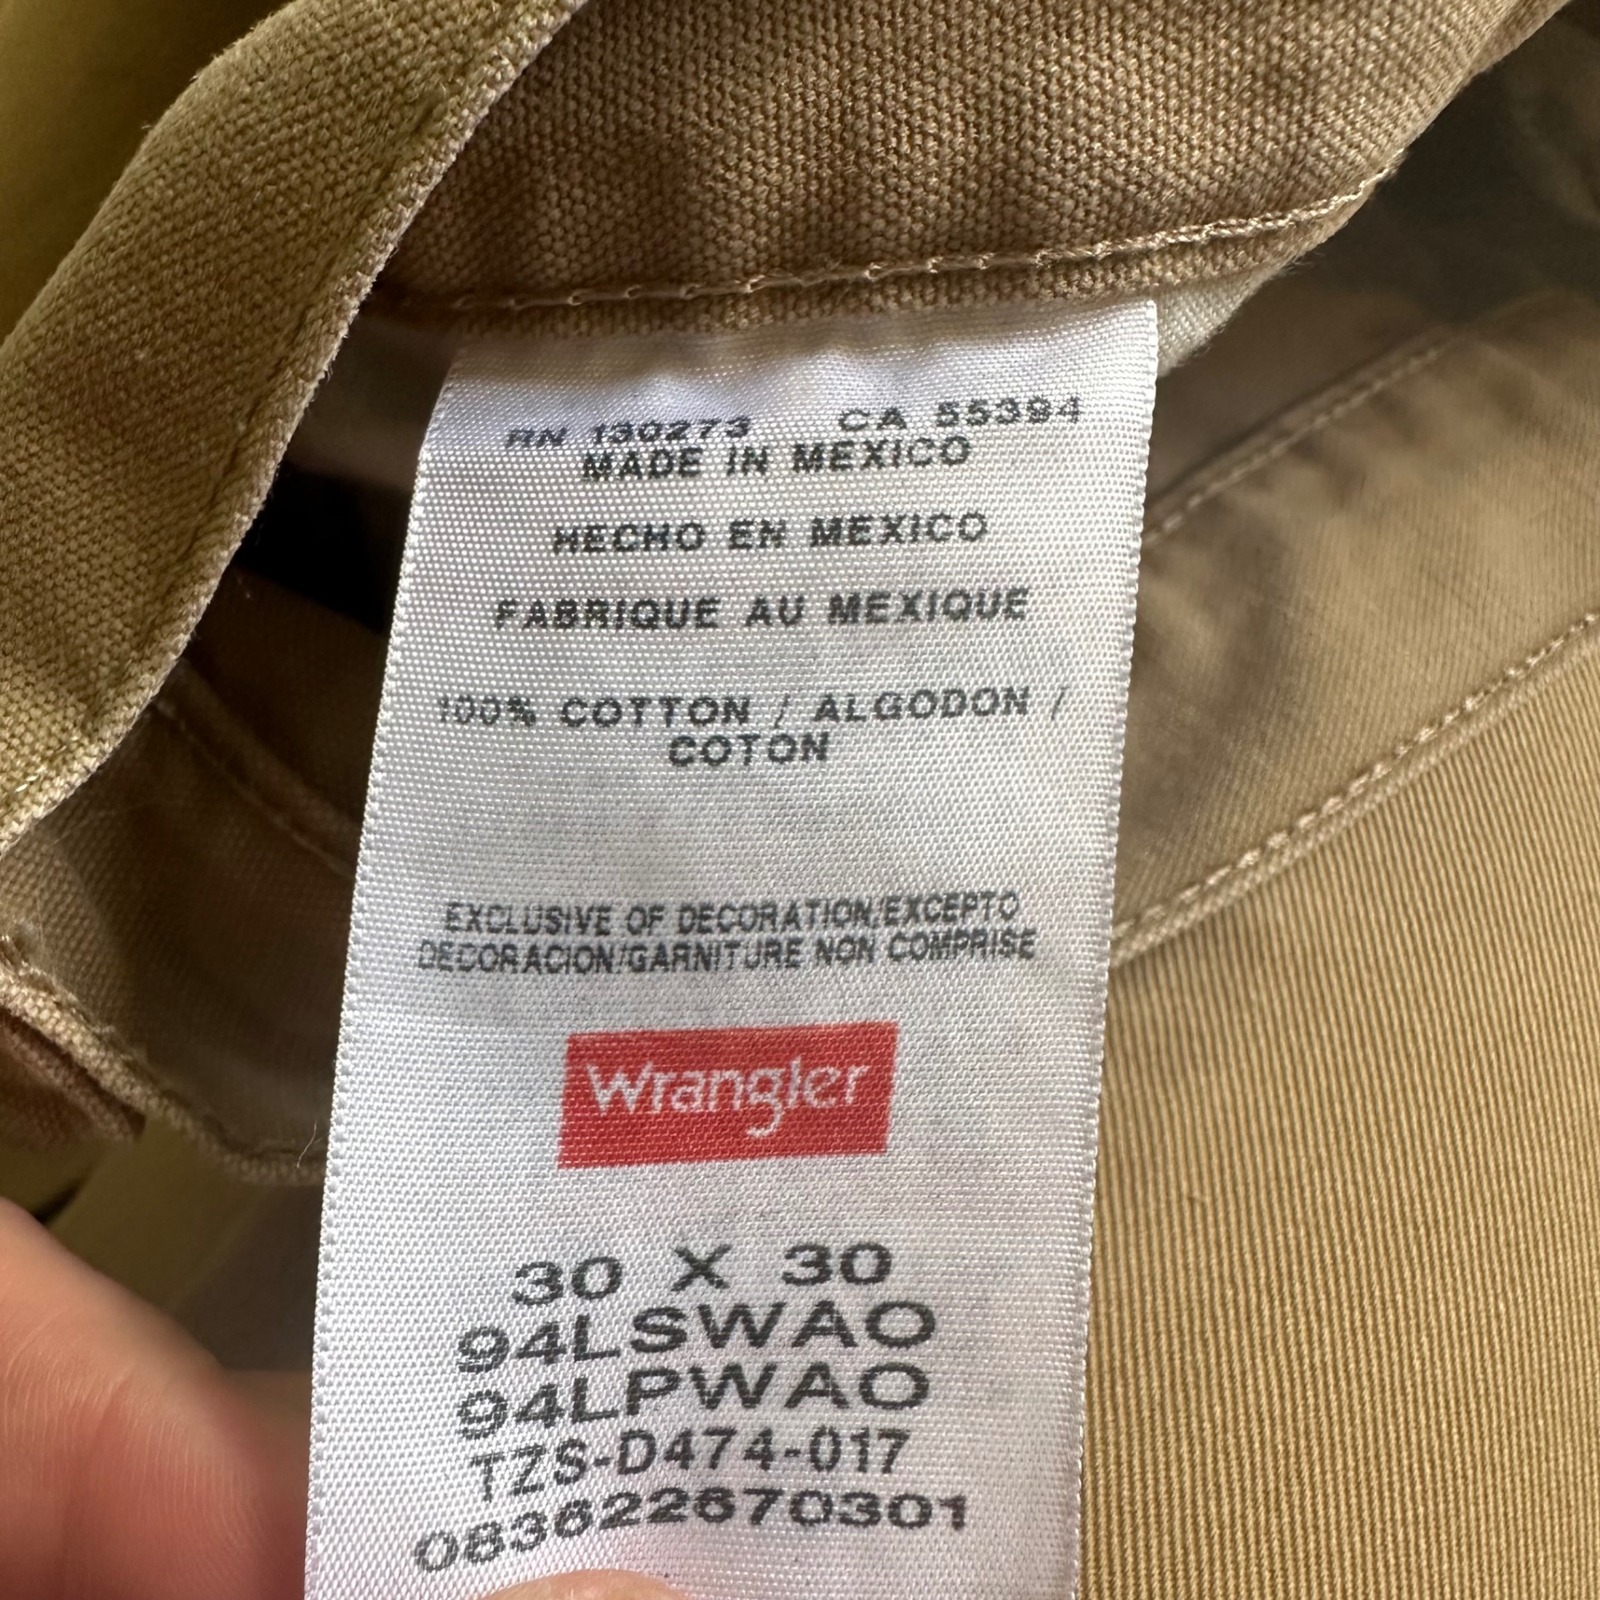 RN 130273 CA 55394
MADE IN MEXICO
HECHO EN MEXICO
FABRIQUE AU MEXIQUE
100% COTTON / ALGODON /
COTON
EXCLUSIVE OF DECORATION/EXCEPTO
DECORACION/GARNITURE NON COMPRISE
Wrangler
30 X 30
94LSWAO
94LPWAO
TZS-D474-017
083622670301